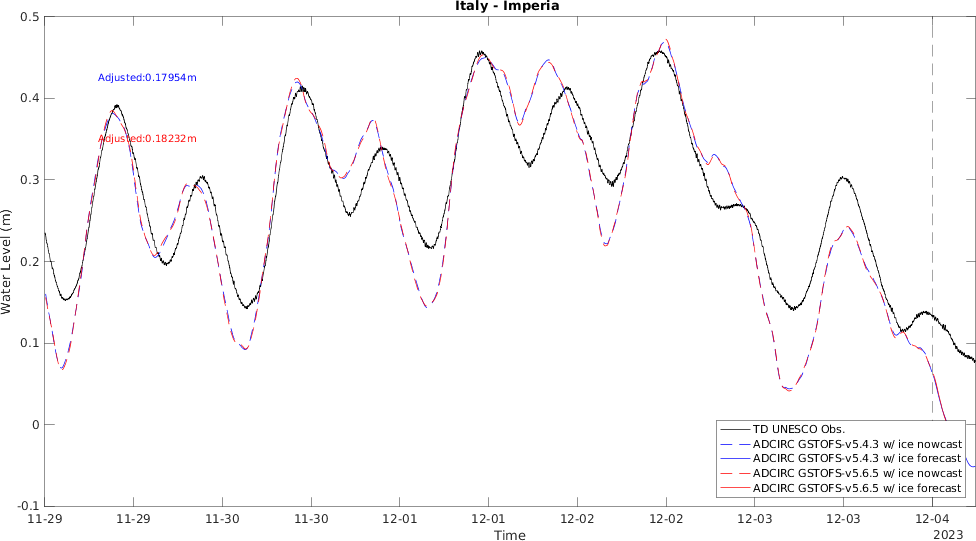 Italy - Imperia
0.5
0.4
0.3
0.2
0.1
0
-0.1
Water Level (m)
Adjusted:0.17954m
Adjusted:0.18232m
TD UNESCO Obs.
ADCIRC GSTOFS-v5.4.3 w/ ice nowcast
ADCIRC GSTOFS-v5.4.3 w/ ice forecast
ADCIRC GSTOFS-v5.6.5 w/ ice nowcast
ADCIRC GSTOFS-v5.6.5 w/ ice forecast
11-29 11-29 11-30 11-30 12-01 12-01 12-02 12-02 12-03 12-03 12-04
Time
2023